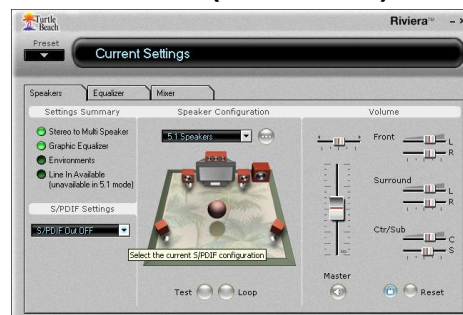 Turtle
Beach
Riviera™
Preset
Current Settings
Speakers
Equalizer
Mixer
Settings Summary
Stereo to Multi Speaker
Graphic Equalizer
Environments
Line In Available
(unavailable in 5.1 mode)
S/PDIF Settings
S/PDIF Out OFF
Speaker Configuration
5.1 Speakers
Select the current S/PDIF configuration
Test
Loop
Volume
Front
L
R
Surround
L
R
Ctr/Sub
C
S
Master
Reset